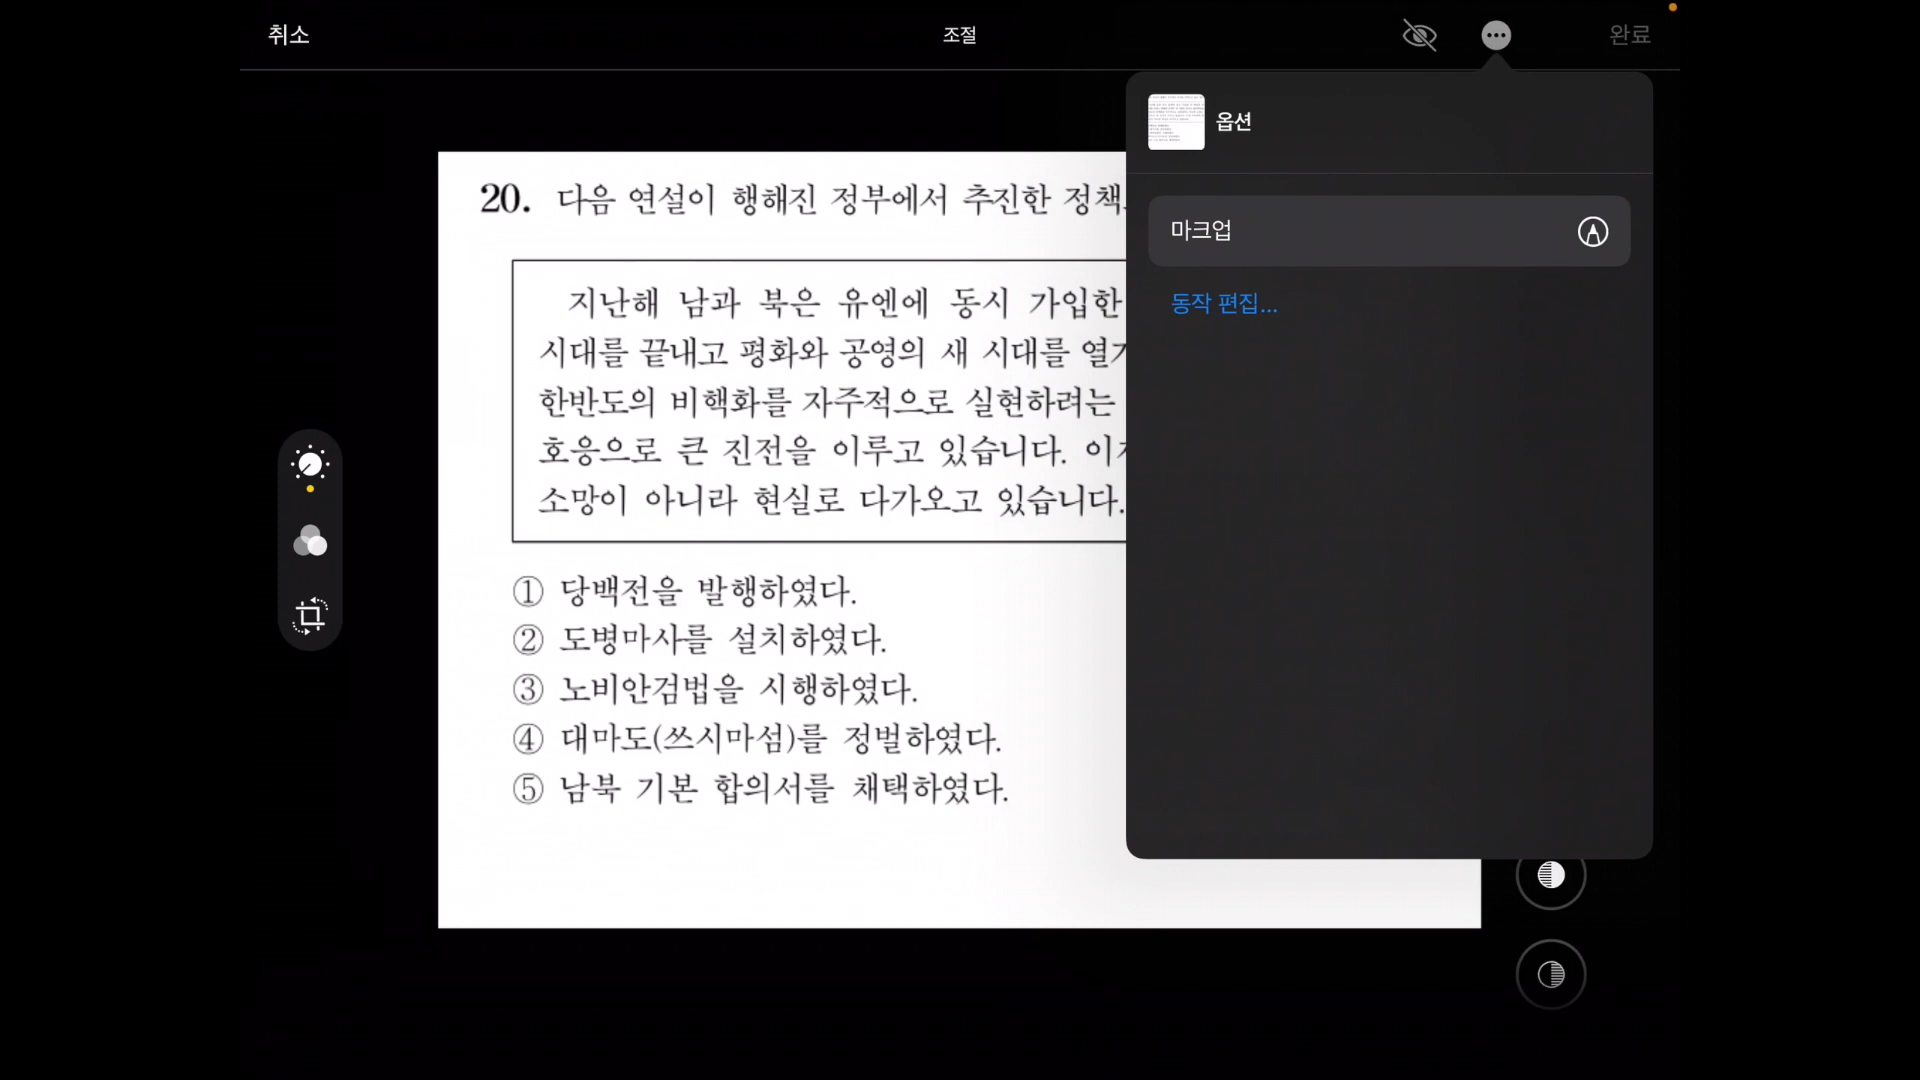 취소
조절
완료
옵션
마크업
동작 편집...
20. 다음 연설이 행해진 정부에서 추진한 정책
지난해 남과 북은 유엔에 동시 가입한
시대를 끝내고 평화와 공영의 새 시대를
한반도의 비핵화를 자주적으로 실현하려는
호응으로 큰 진전을 이루고 있습니다.
소망이 아니라 현실로 다가오고 있습니다.
① 당백전을 발행하였다.
② 도병마사를 설치하였다.
③ 노비안검법을 시행하였다.
④ 대마도(쓰시마섬)를 정벌하였다.
⑤ 남북 기본 합의서를 채택하였다.